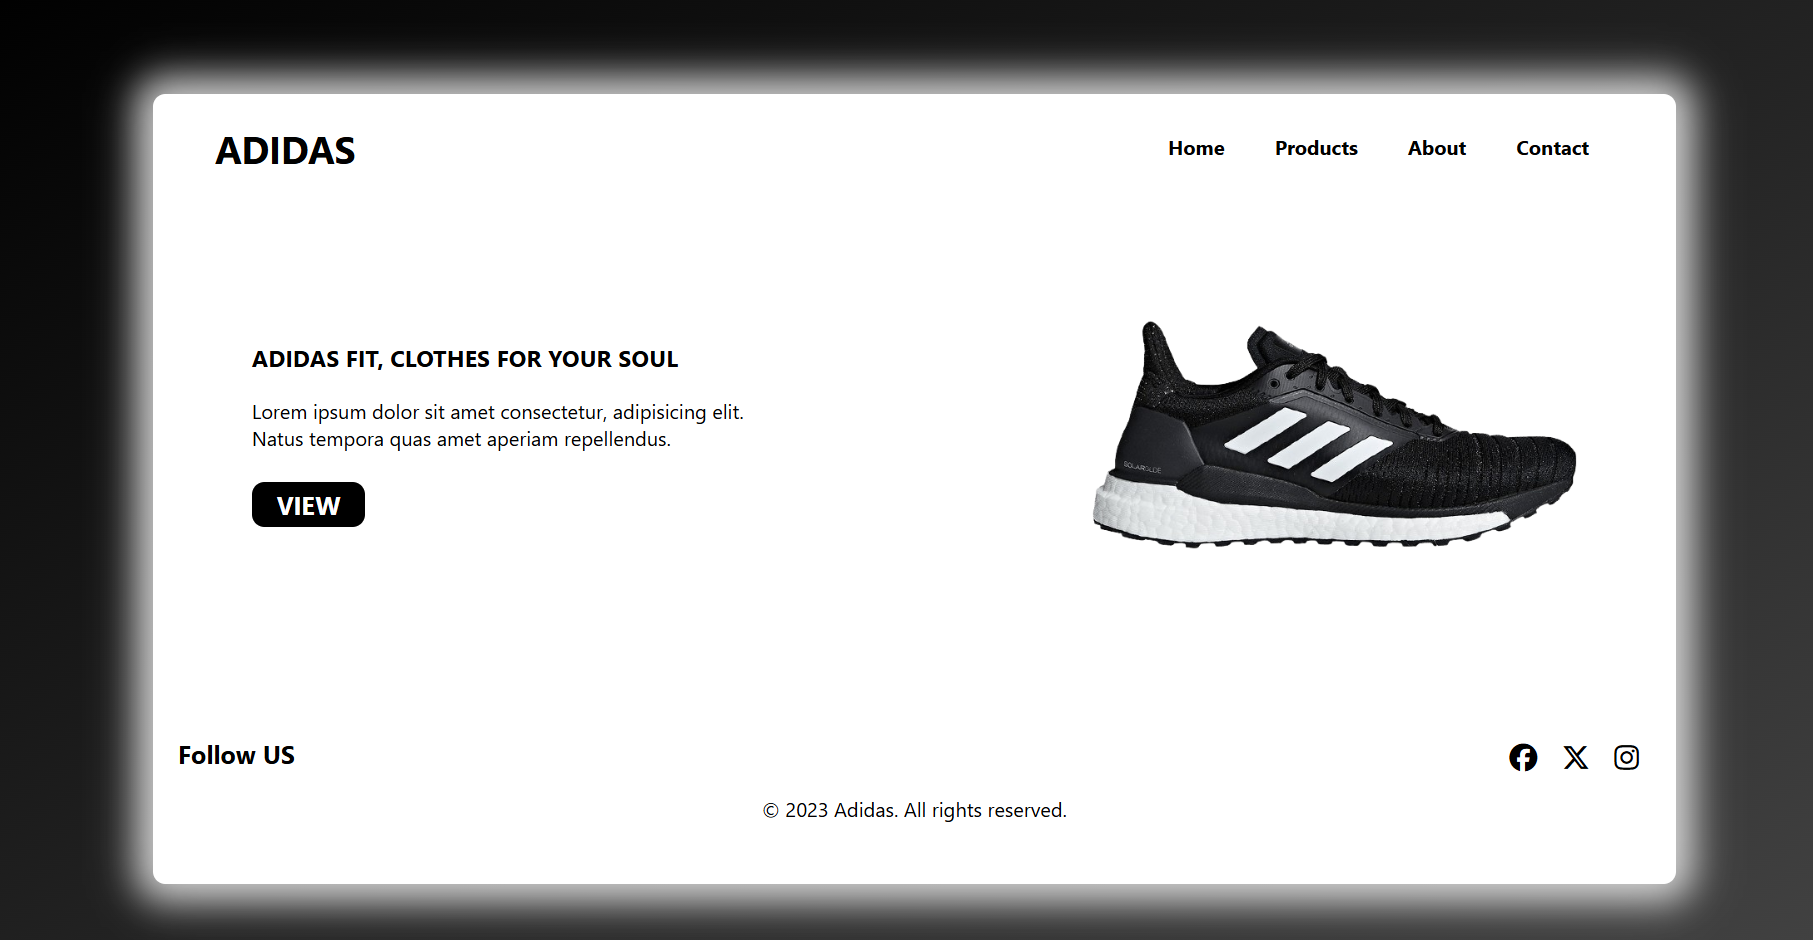 ADIDAS
Home Products About Contact
ADIDAS FIT, CLOTHES FOR YOUR SOUL
Lorem ipsum dolor sit amet consectetur, adipisicing elit.
Natus tempora quas amet aperiam repellendus.
VIEW
SOLARGLIDE
Follow US
© 2023 Adidas. All rights reserved.